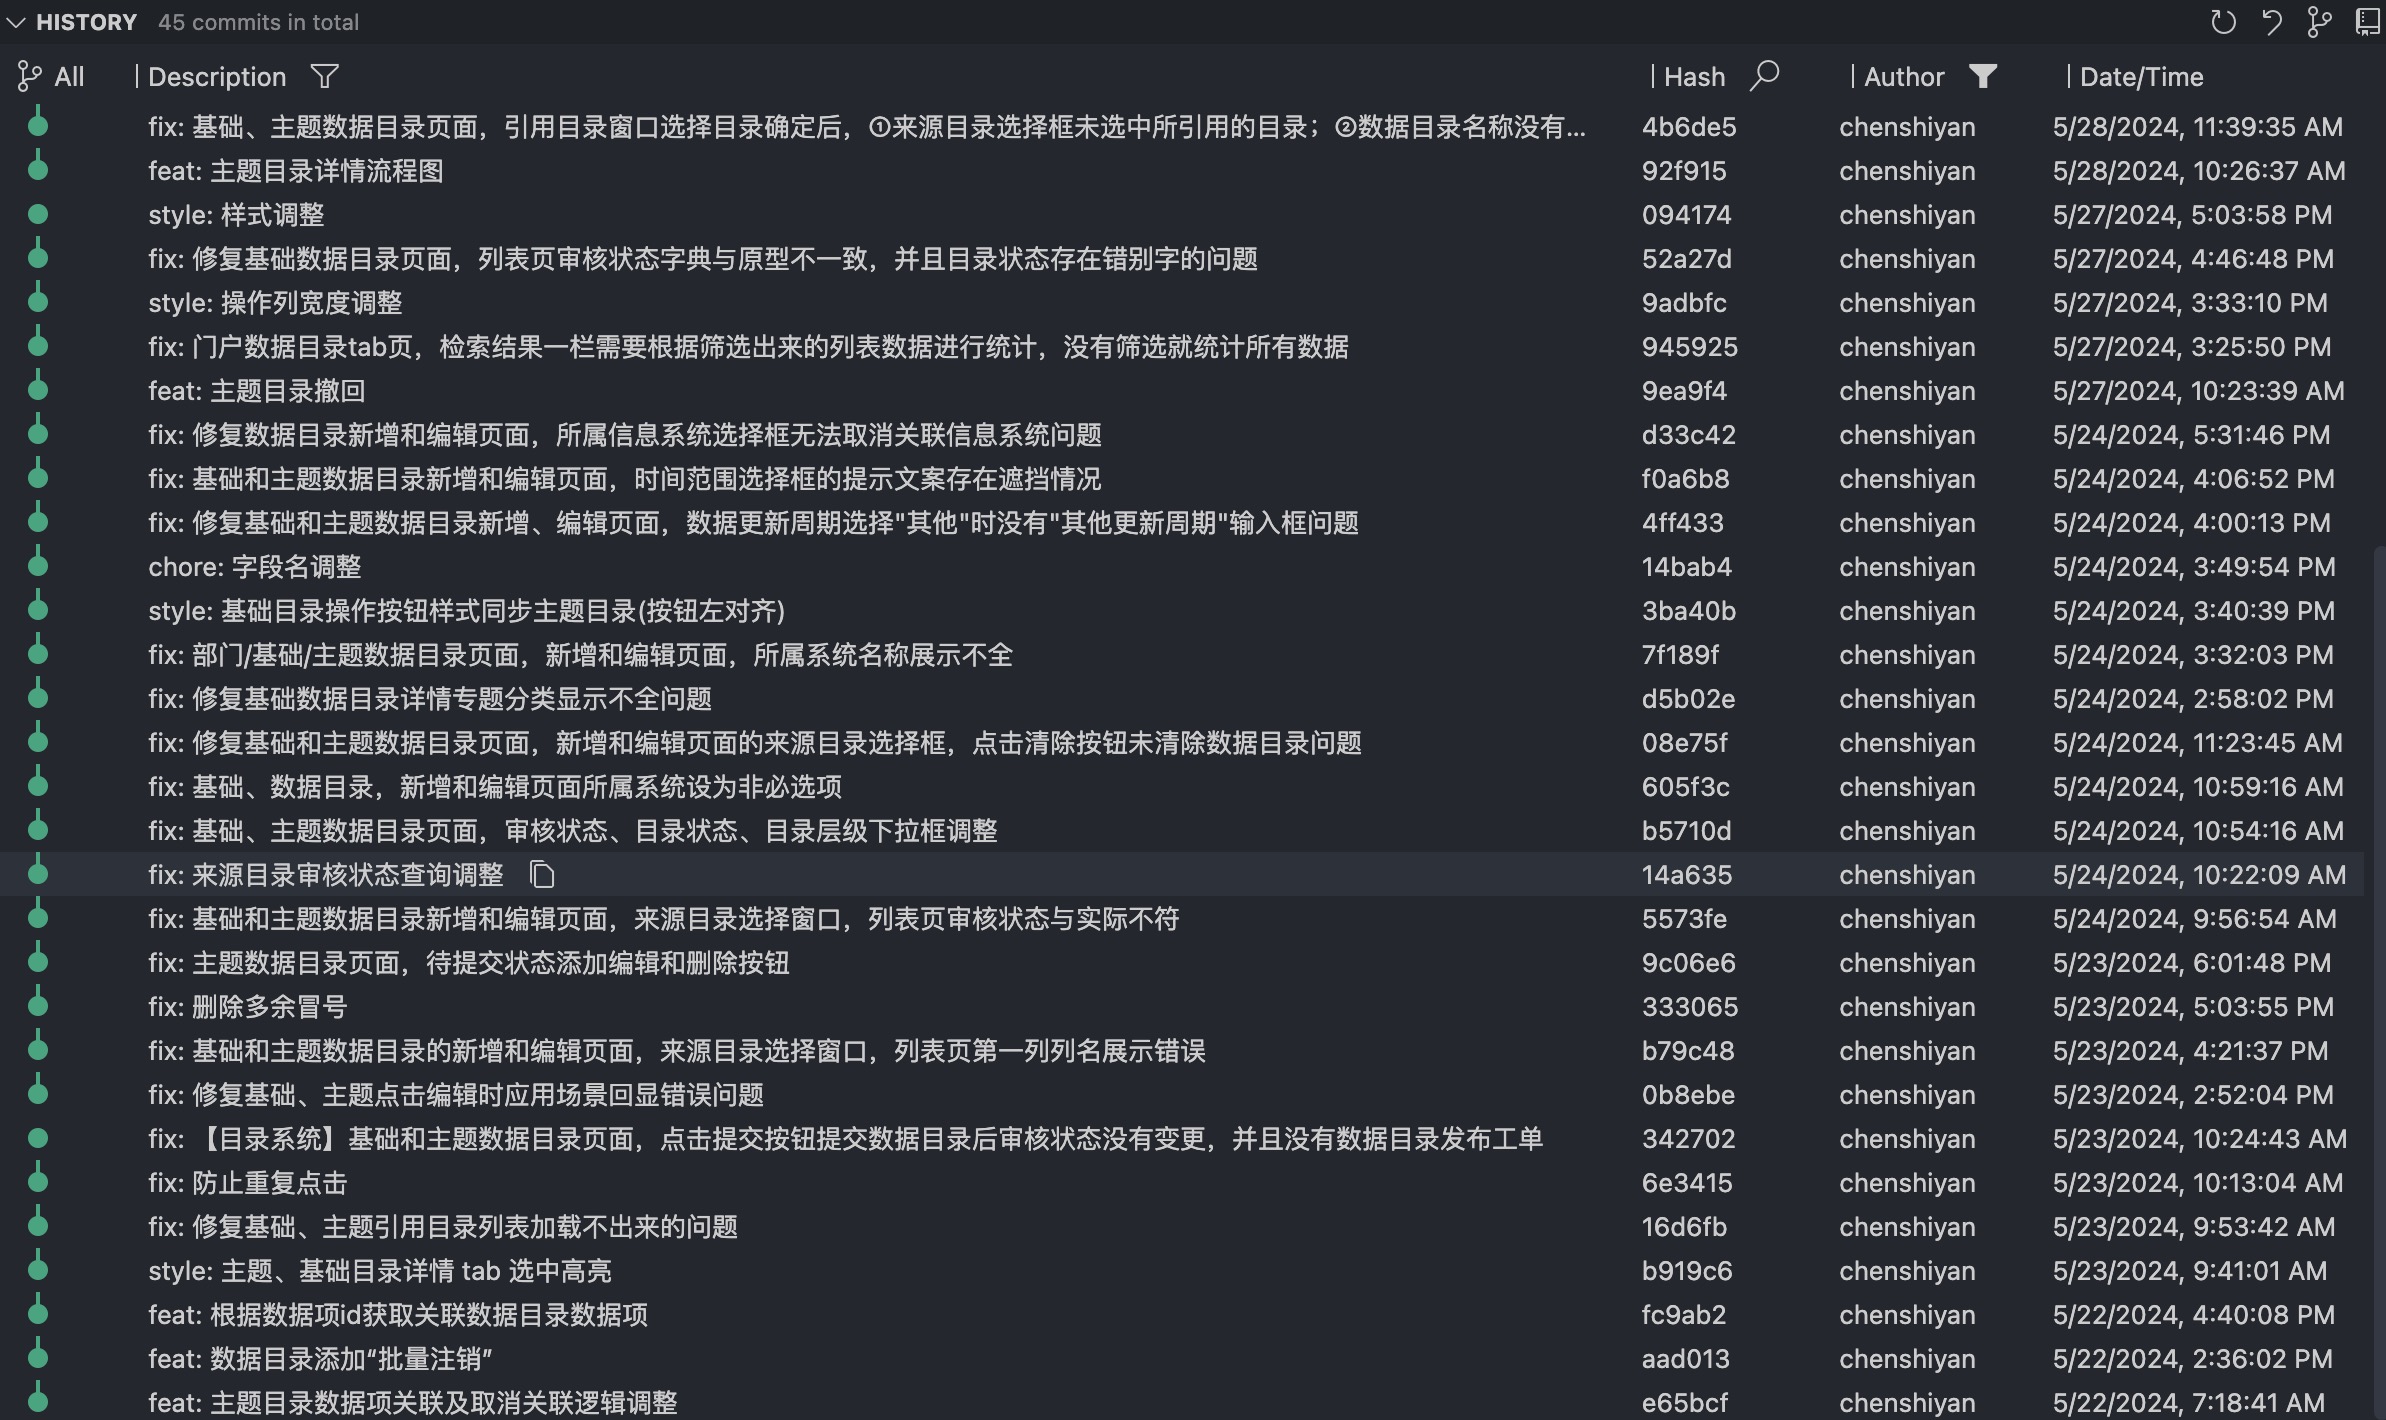 HISTORY 45 commits in total
All Description Hash Author Date/Time
fix: 基础、主题数据目录页面，引用目录窗口选择目录确定后，①来源目录选择框未选中所引用的目录；②数据目录名称没有... 4b6de5 chenshiyan 5/28/2024, 11:39:35 AM
feat: 主题目录详情流程图 92f915 chenshiyan 5/28/2024, 10:26:37 AM
style: 样式调整 094174 chenshiyan 5/27/2024, 5:03:58 PM
fix: 修复基础数据目录页面，列表页审核状态字典与原型不一致，并且目录状态存在错别字的问题 52a27d chenshiyan 5/27/2024, 4:46:48 PM
style: 操作列宽度调整 9adbfc chenshiyan 5/27/2024, 3:33:10 PM
fix: 门户数据目录tab页，检索结果一栏需要根据筛选出来的列表数据进行统计，没有筛选就统计所有数据 945925 chenshiyan 5/27/2024, 3:25:50 PM
feat: 主题目录撤回 9ea9f4 chenshiyan 5/27/2024, 10:23:39 AM
fix: 修复数据目录新增和编辑页面，所属信息系统选择框无法取消关联信息系统问题 d33c42 chenshiyan 5/24/2024, 5:31:46 PM
fix: 基础和主题数据目录新增和编辑页面，时间范围选择框的提示文案存在遮挡情况 f0a6b8 chenshiyan 5/24/2024, 4:06:52 PM
fix: 修复基础和主题数据目录新增、编辑页面，数据更新周期选择"其他"时没有"其他更新周期"输入框问题 4ff433 chenshiyan 5/24/2024, 4:00:13 PM
chore: 字段名调整 14bab4 chenshiyan 5/24/2024, 3:49:54 PM
style: 基础目录操作按钮样式同步主题目录(按钮左对齐) 3ba40b chenshiyan 5/24/2024, 3:40:39 PM
fix: 部门/基础/主题数据目录页面，新增和编辑页面，所属系统名称展示不全 7f189f chenshiyan 5/24/2024, 3:32:03 PM
fix: 修复基础数据目录详情专题分类显示不全问题 d5b02e chenshiyan 5/24/2024, 2:58:02 PM
fix: 修复基础和主题数据目录页面，新增和编辑页面的来源目录选择框，点击清除按钮未清除数据目录问题 08e75f chenshiyan 5/24/2024, 11:23:45 AM
fix: 基础、数据目录，新增和编辑页面所属系统设为非必选项 605f3c chenshiyan 5/24/2024, 10:59:16 AM
fix: 基础、主题数据目录页面，审核状态、目录状态、目录层级下拉框调整 b5710d chenshiyan 5/24/2024, 10:54:16 AM
fix: 来源目录审核状态查询调整 14a635 chenshiyan 5/24/2024, 10:22:09 AM
fix: 基础和主题数据目录新增和编辑页面，来源目录选择窗口，列表页审核状态与实际不符 5573fe chenshiyan 5/24/2024, 9:56:54 AM
fix: 主题数据目录页面，待提交状态添加编辑和删除按钮 9c06e6 chenshiyan 5/23/2024, 6:01:48 PM
fix: 删除多余冒号 333065 chenshiyan 5/23/2024, 5:03:55 PM
fix: 基础和主题数据目录的新增和编辑页面，来源目录选择窗口，列表页第一列列名展示错误 b79c48 chenshiyan 5/23/2024, 4:21:37 PM
fix: 修复基础、主题点击编辑时应用场景回显错误问题 0b8ebe chenshiyan 5/23/2024, 2:52:04 PM
fix: 【目录系统】基础和主题数据目录页面，点击提交按钮提交数据目录后审核状态没有变更，并且没有数据目录发布工单 342702 chenshiyan 5/23/2024, 10:24:43 AM
fix: 防止重复点击 6e3415 chenshiyan 5/23/2024, 10:13:04 AM
fix: 修复基础、主题引用目录列表加载不出来的问题 16d6fb chenshiyan 5/23/2024, 9:53:42 AM
style: 主题、基础目录详情 tab 选中高亮 b919c6 chenshiyan 5/23/2024, 9:41:01 AM
feat: 根据数据项id获取关联数据目录数据项 fc9ab2 chenshiyan 5/22/2024, 4:40:08 PM
feat: 数据目录添加“批量注销” aad013 chenshiyan 5/22/2024, 2:36:02 PM
feat: 主题目录数据项关联及取消关联逻辑调整 e65bcf chenshiyan 5/22/2024, 7:18:41 AM